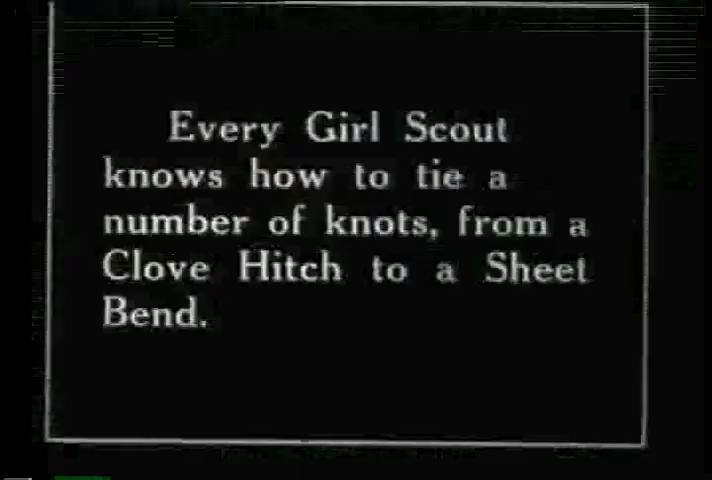 Every Girl Scout
knows how to tie a
number of knots, from a
Clove Hitch to a Sheet
Bend.